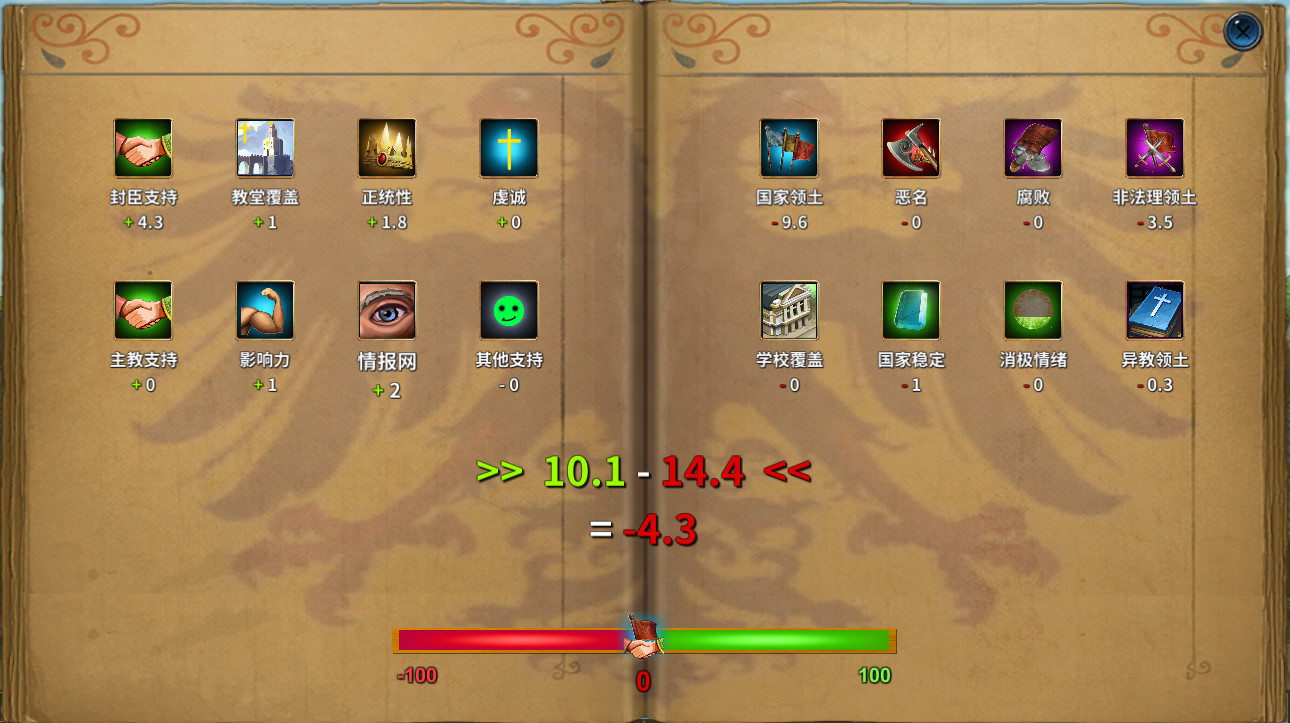 封臣支持 教堂覆盖 正统性 虔诚
+4.3 +1 +1.8 +0
主教支持 影响力 情报网 其他支持
+0 +1 +2 -0
国家领土 恶名 腐败 非法理领土
-9.6 -0 -0 -3.5
学校覆盖 国家稳定 消极情绪 异教领土
-0 -1 -0 -0.3
>> 10.1 - 14.4 <<
= -4.3
-100 0 100